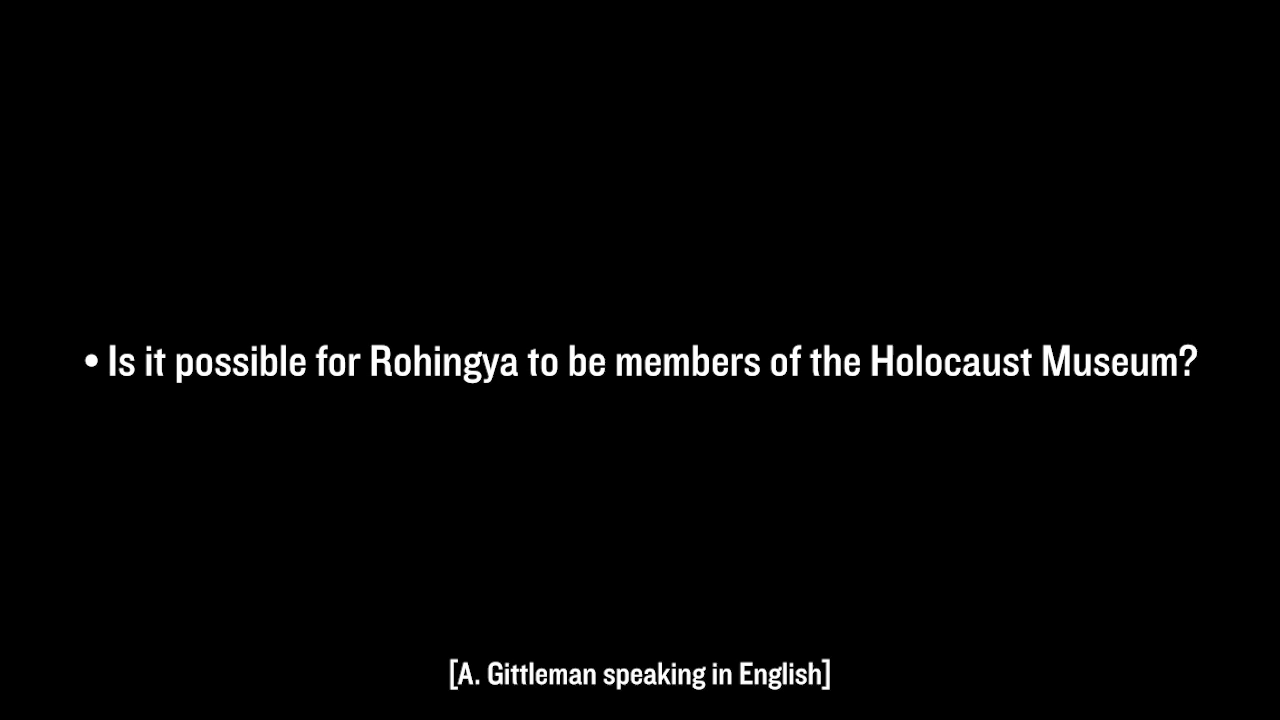 • Is it possible for Rohingya to be members of the Holocaust Museum?
[A. Gittleman speaking in English]